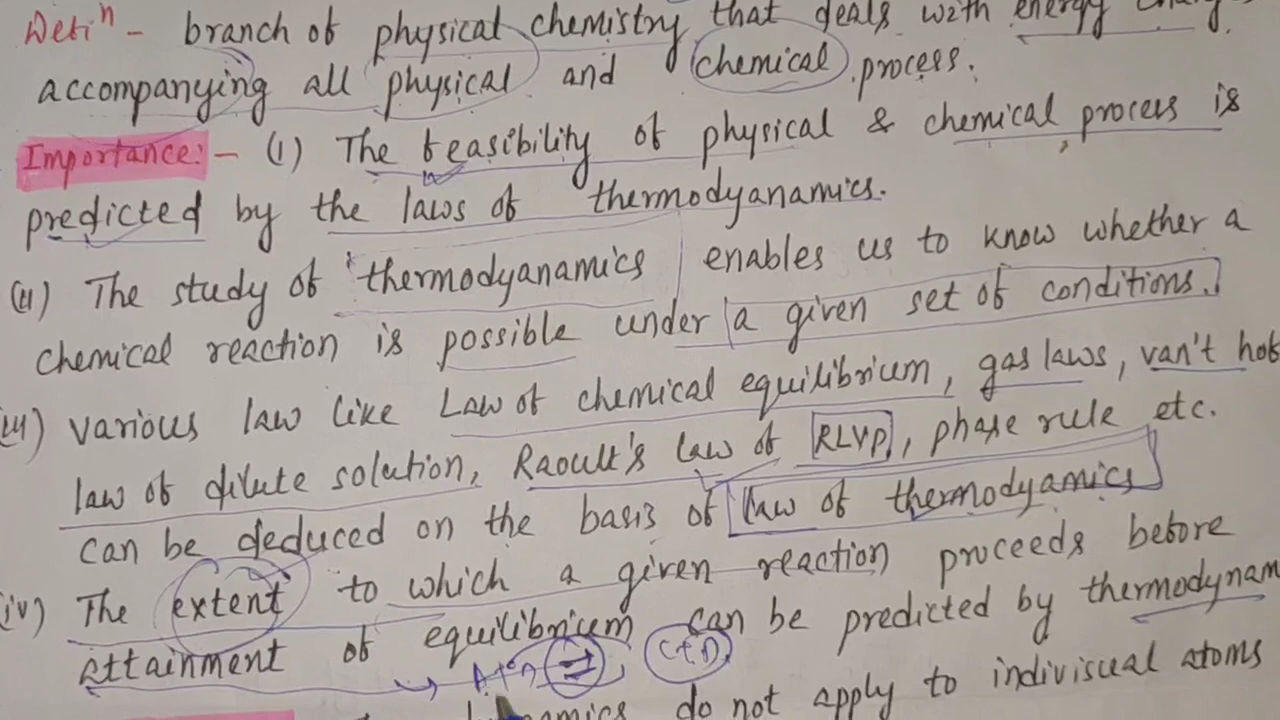 Defiⁿ - branch of physical chemistry that deals with energy
accompanying all physical and chemical process.
Importance:- (i) The feasibility of physical & chemical process is
predicted by the laws of thermodyanamics.
(ii) The study of thermodyanamics enables us to know whether a
chemical reaction is possible under a given set of conditions.
(iii) various law like Law of chemical equilibrium, gas laws, van't hof
law of dilute solution, Raoult's law of RLVP, phase rule etc.
can be deduced on the basis of law of thermodyamics
(iv) The extent to which a given reaction proceeds before
attainment of equilibrium can be predicted by thermodynam
⇌ C+D
do not apply to indivisual atoms